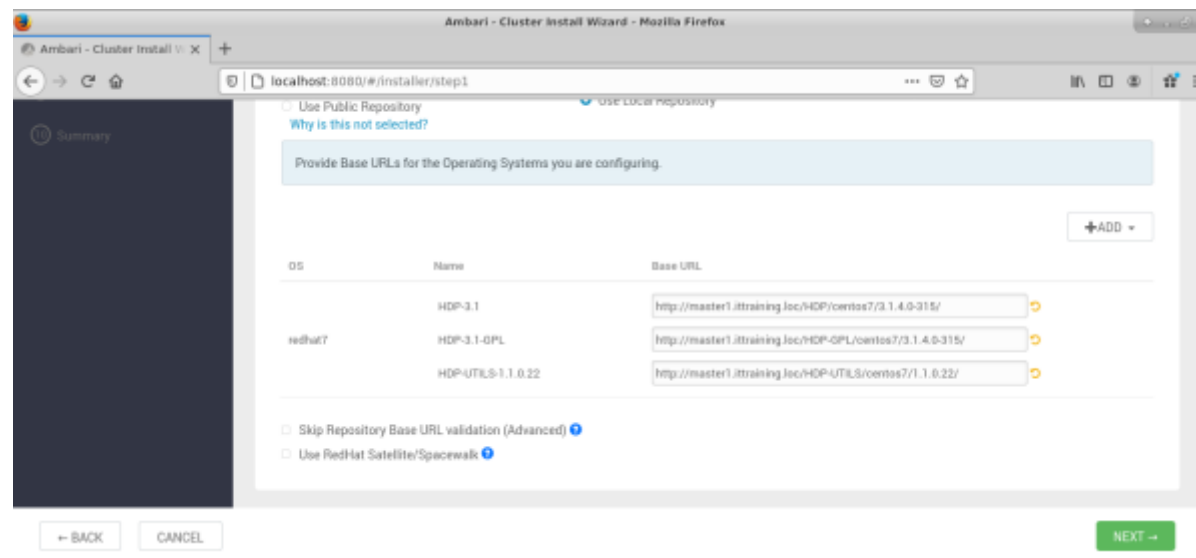 Ambari - Cluster Install Wizard - Mozilla Firefox
Ambari - Cluster Install W
localhost:8080/#/installer/step1
Use Public Repository
Use Local Repository
Why is this not selected?
10 Summary
Provide Base URLs for the Operating Systems you are configuring.
+ADD
OS Name Base URL
HDP-3.1 http://master1.ittraining.loc/HDP/centos7/3.1.4.0-315/
redhat7 HDP-3.1-GPL http://master1.ittraining.loc/HDP-GPL/centos7/3.1.4.0-315/
HDP-UTILS-1.1.0.22 http://master1.ittraining.loc/HDP-UTILS/centos7/1.1.0.22/
Skip Repository Base URL validation (Advanced) ?
Use RedHat Satellite/Spacewalk ?
← BACK CANCEL NEXT →